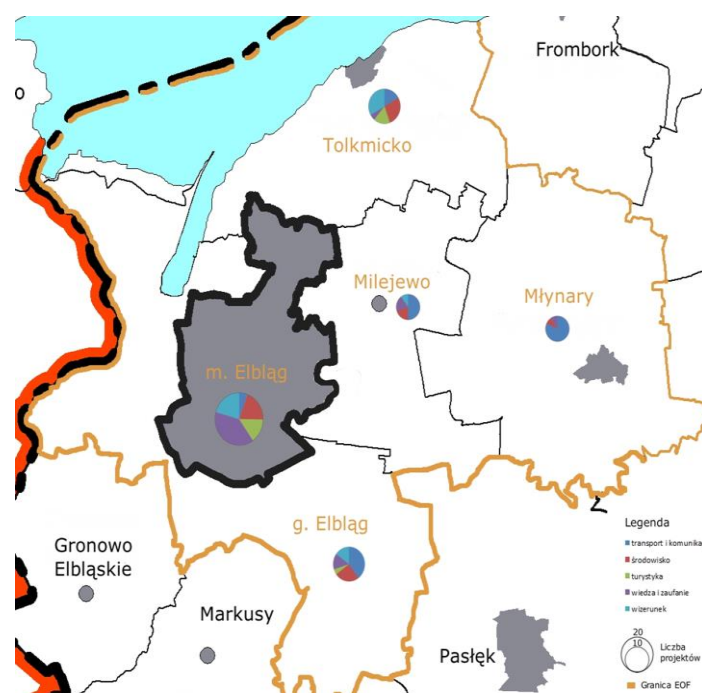 Frombork
o
Tolkmicko
Milejewo
Młynary
m. Elbląg
g. Elbląg
Gronowo
Elbląskie
Markusy
Pasłęk
Legenda
transport i komunika
środowisko
turystyka
wiedza i zaufanie
wizerunek
20
10
Liczba
projektów
Granica EOF